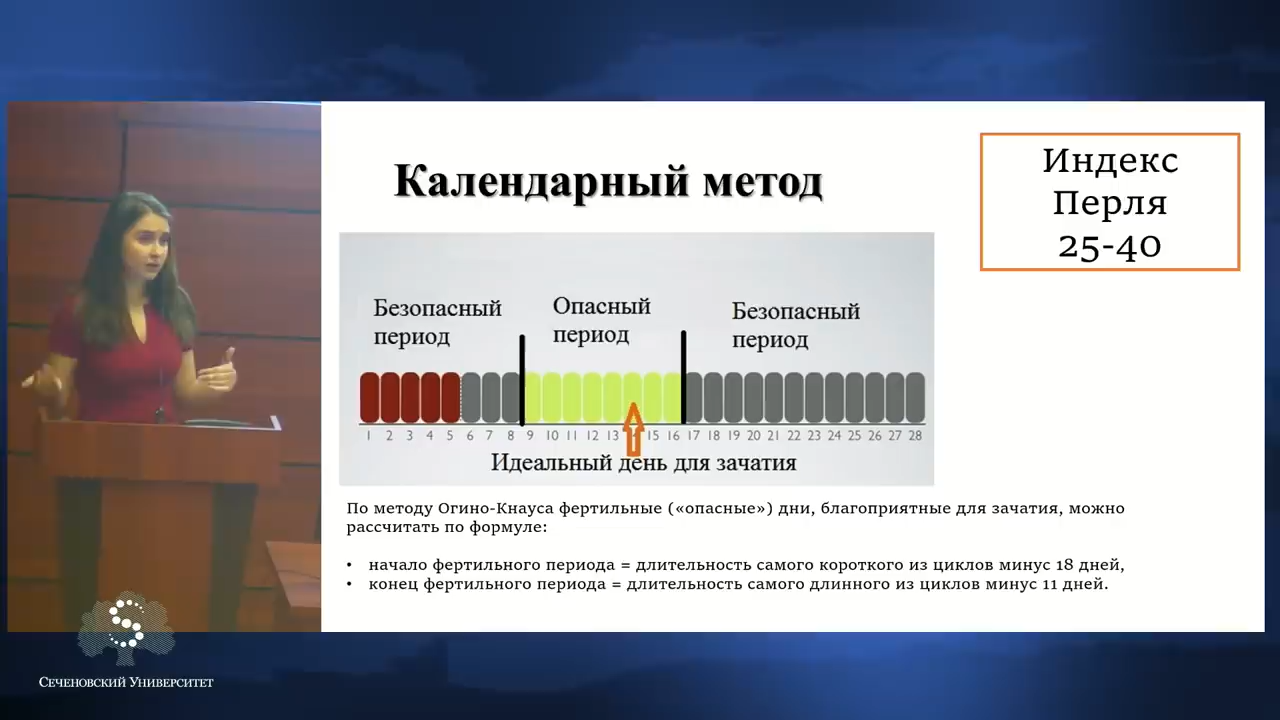 Календарный метод
Индекс
Перля
25-40
Безопасный
период
Опасный
период
Безопасный
период
1 2 3 4 5 6 7 8 9 10 11 12 13 15 16 17 18 19 20 21 22 23 24 25 26 27 28
Идеальный день для зачатия
По методу Огино-Кнауса фертильные («опасные») дни, благоприятные для зачатия, можно
рассчитать по формуле:
• начало фертильного периода = длительность самого короткого из циклов минус 18 дней,
• конец фертильного периода = длительность самого длинного из циклов минус 11 дней.
S
Сеченовский Университет